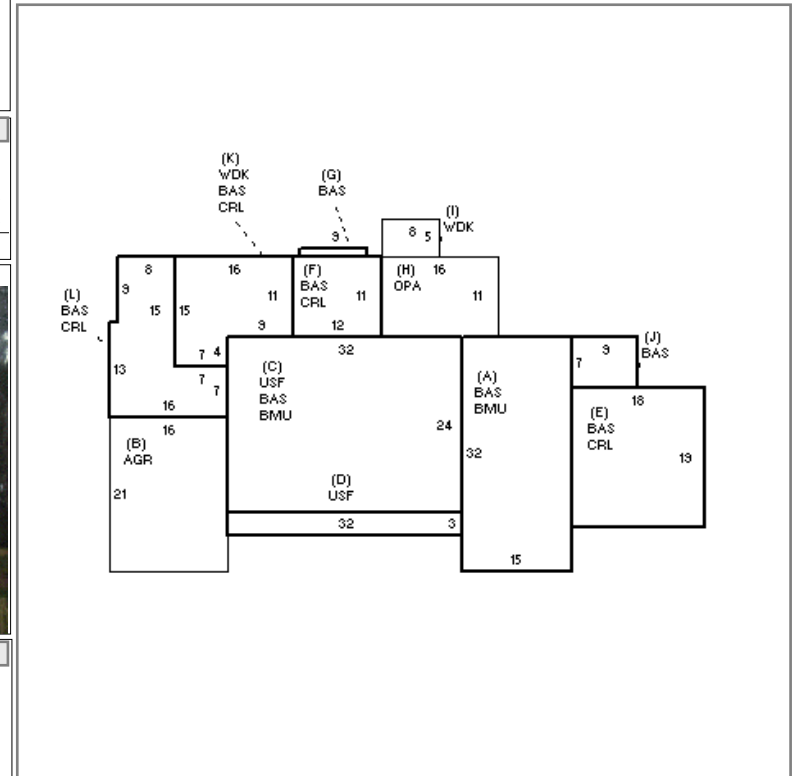 (K)
WDK
BAS
CRL
(G)
BAS
(I)
WDK
9
8 5
8
16
(F)
BAS
CRL
(H)
OPA
16
9
(L)
BAS
CRL
15
15
11
11
11
9
12
7 4
32
(J)
BAS
9
7
13
7
7
(C)
USF
BAS
BMU
(A)
BAS
BMU
16
18
(E)
BAS
CRL
16
(B)
AGR
24
32
19
21
(D)
USF
32
3
15